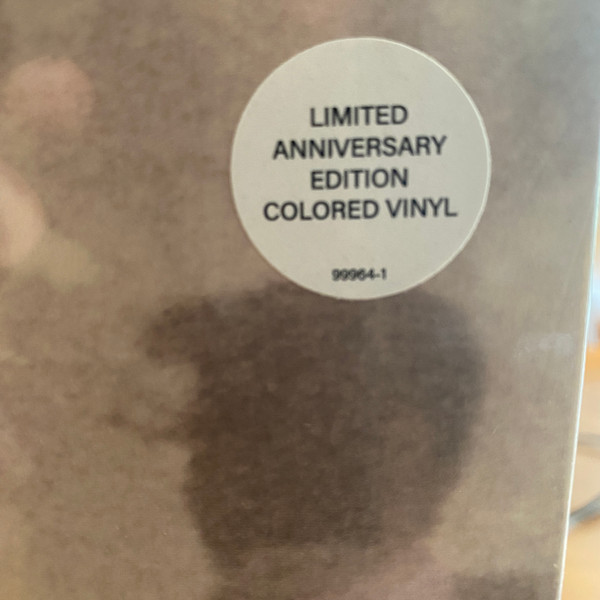 LIMITED
ANNIVERSARY
EDITION
COLORED VINYL
99964-1